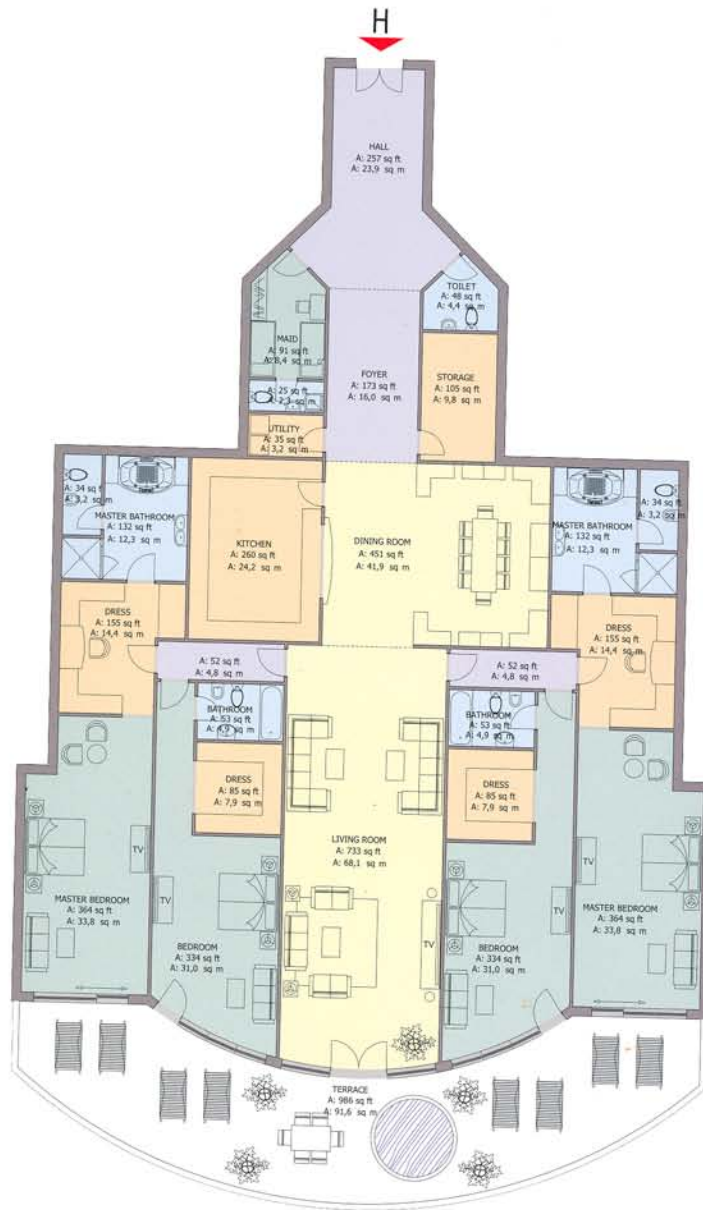 H
HALL
A: 257 sq ft
A: 23,9 sq m
TOILET
A: 48 sq ft
A: 4,4 sq m
MAID
A: 91 sq ft
A: 8,4 sq m
FOYER
A: 173 sq ft
A: 16,0 sq m
STORAGE
A: 105 sq ft
A: 9,8 sq m
A: 25 sq ft
A: 2,3 sq m
UTILITY
A: 35 sq ft
A: 3,2 sq m
A: 34 sq ft
A: 3,2 sq m
MASTER BATHROOM
A: 132 sq ft
A: 12,3 sq m
KITCHEN
A: 260 sq ft
A: 24,2 sq m
DINING ROOM
A: 451 sq ft
A: 41,9 sq m
MASTER BATHROOM
A: 132 sq ft
A: 12,3 sq m
A: 34 sq ft
A: 3,2 sq m
DRESS
A: 155 sq ft
A: 14,4 sq m
DRESS
A: 155 sq ft
A: 14,4 sq m
A: 52 sq ft
A: 4,8 sq m
A: 52 sq ft
A: 4,8 sq m
BATHROOM
A: 53 sq ft
A: 4,9 sq m
BATHROOM
A: 53 sq ft
A: 4,9 sq m
DRESS
A: 85 sq ft
A: 7,9 sq m
DRESS
A: 85 sq ft
A: 7,9 sq m
LIVING ROOM
A: 733 sq ft
A: 68,1 sq m
TV
TV
TV
TV
MASTER BEDROOM
A: 364 sq ft
A: 33,8 sq m
MASTER BEDROOM
A: 364 sq ft
A: 33,8 sq m
BEDROOM
A: 334 sq ft
A: 31,0 sq m
TV
BEDROOM
A: 334 sq ft
A: 31,0 sq m
TERRACE
A: 986 sq ft
A: 91,6 sq m